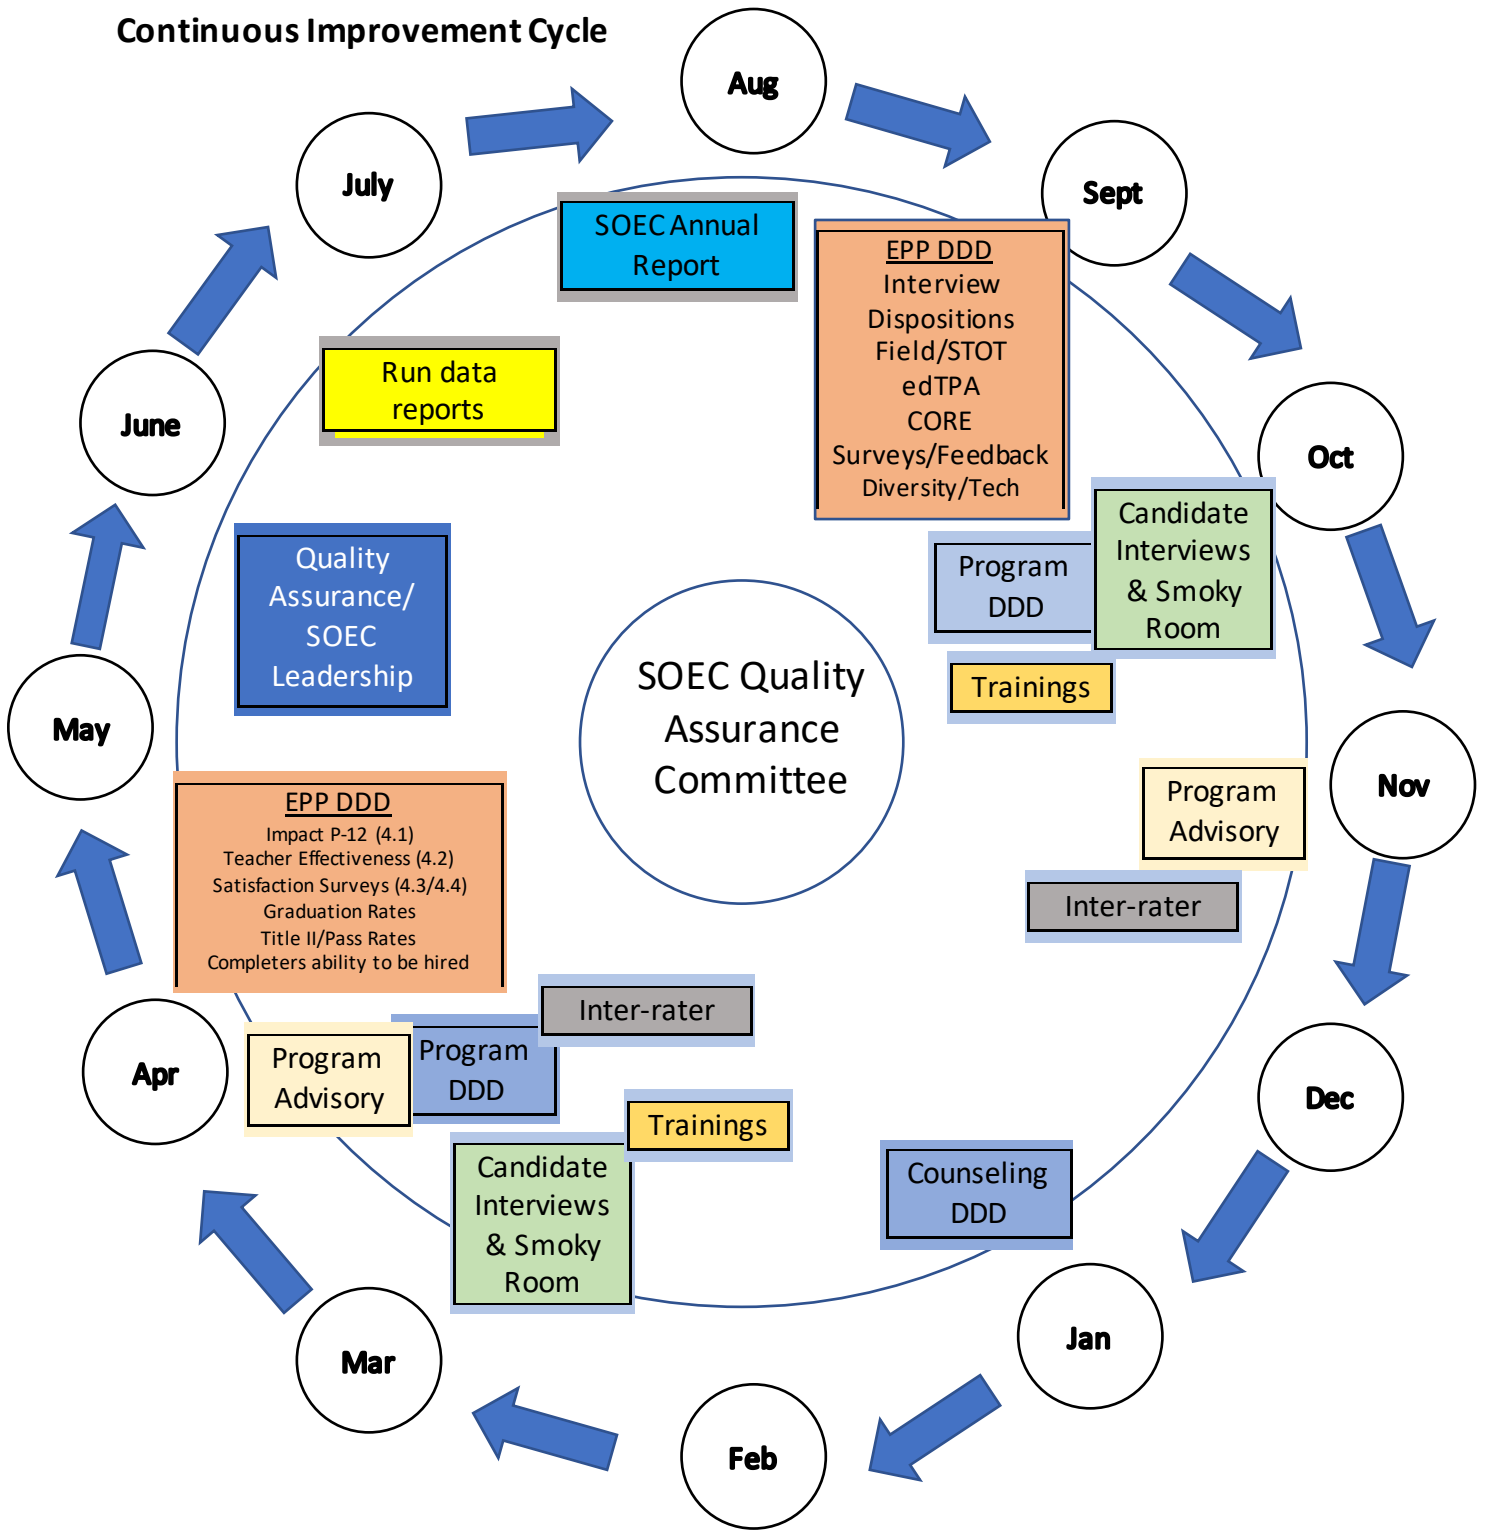 Continuous Improvement Cycle
Aug
Sept
Oct
Nov
Dec
Jan
Feb
Mar
Apr
May
June
July
SOEC Annual
Report
EPP DDD
Interview
Dispositions
Field/STOT
edTPA
CORE
Surveys/Feedback
Diversity/Tech
Run data
reports
Candidate
Interviews
& Smoky
Room
Program
DDD
Trainings
Quality
Assurance/
SOEC
Leadership
SOEC Quality
Assurance
Committee
Program
Advisory
Inter-rater
EPP DDD
Impact P-12 (4.1)
Teacher Effectiveness (4.2)
Satisfaction Surveys (4.3/4.4)
Graduation Rates
Title II/Pass Rates
Completers ability to be hired
Inter-rater
Program
DDD
Program
Advisory
Trainings
Candidate
Interviews
& Smoky
Room
Counseling
DDD